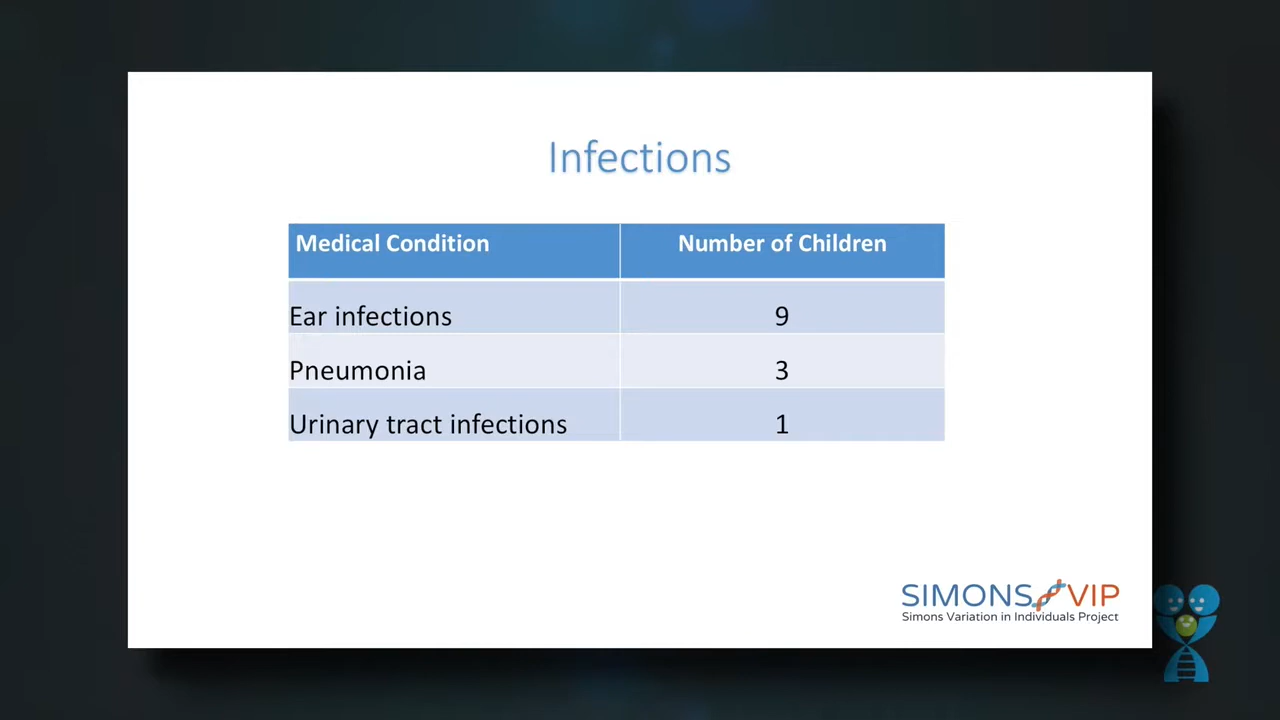 Infections
Medical Condition Number of Children
Ear infections 9
Pneumonia 3
Urinary tract infections 1
SIMONS VIP
Simons Variation in Individuals Project